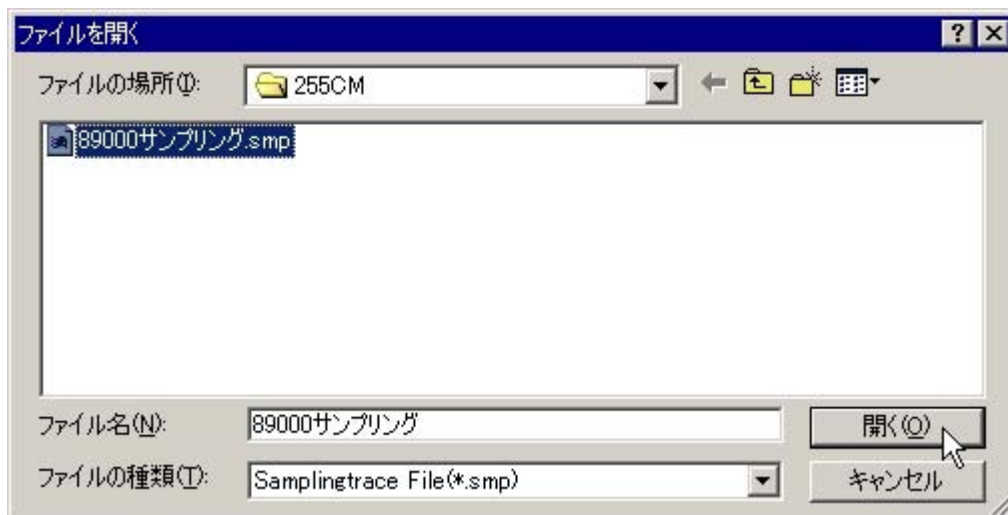 ファイルを開く
ファイルの場所(I):
255CM
89000サンプリング.smp
ファイル名(N):
89000サンプリング
開く(O)
ファイルの種類(T):
Samplingtrace File(*.smp)
キャンセル